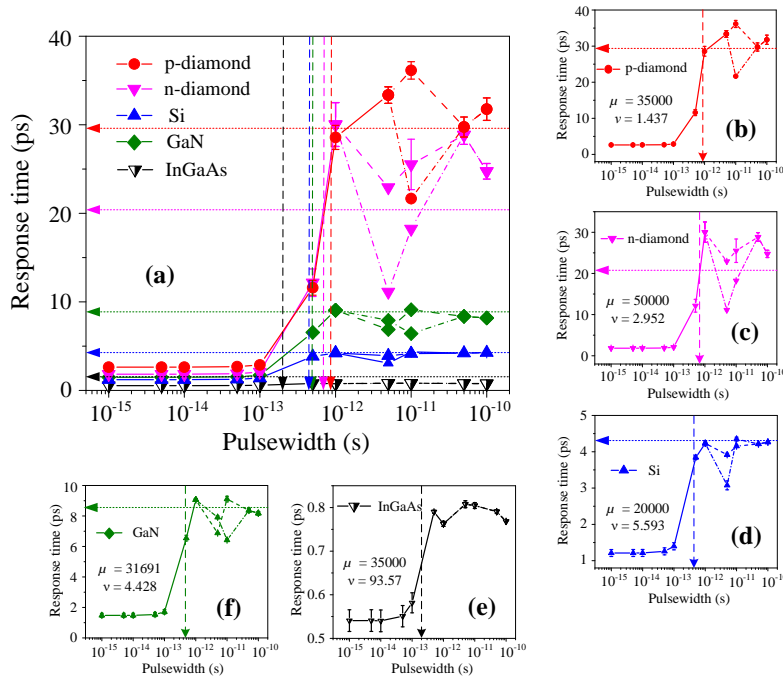 40
30
20
10
0
Response time (ps)
p-diamond
n-diamond
Si
GaN
InGaAs
(a)
10⁻¹⁵ 10⁻¹⁴ 10⁻¹³ 10⁻¹² 10⁻¹¹ 10⁻¹⁰
Pulsewidth (s)
40
30
20
10
0
Response time (ps)
p-diamond
μ = 35000
ν = 1.437
(b)
10⁻¹⁵ 10⁻¹⁴ 10⁻¹³ 10⁻¹² 10⁻¹¹ 10⁻¹⁰
Pulsewidth (s)
30
20
10
0
Response time (ps)
n-diamond
μ = 50000
ν = 2.952
(c)
10⁻¹⁵ 10⁻¹⁴ 10⁻¹³ 10⁻¹² 10⁻¹¹ 10⁻¹⁰
Pulsewidth (s)
5
4
3
2
1
Response time (ps)
Si
μ = 20000
ν = 5.593
(d)
10⁻¹⁵ 10⁻¹⁴ 10⁻¹³ 10⁻¹² 10⁻¹¹ 10⁻¹⁰
Pulsewidth (s)
10
8
6
4
2
0
Response time (ps)
GaN
μ = 31691
ν = 4.428
(f)
10⁻¹⁵ 10⁻¹⁴ 10⁻¹³ 10⁻¹² 10⁻¹¹ 10⁻¹⁰
Pulsewidth (s)
0.8
0.7
0.6
0.5
Response time (ps)
InGaAs
μ = 35000
ν = 93.57
(e)
10⁻¹⁵ 10⁻¹⁴ 10⁻¹³ 10⁻¹² 10⁻¹¹ 10⁻¹⁰
Pulsewidth (s)